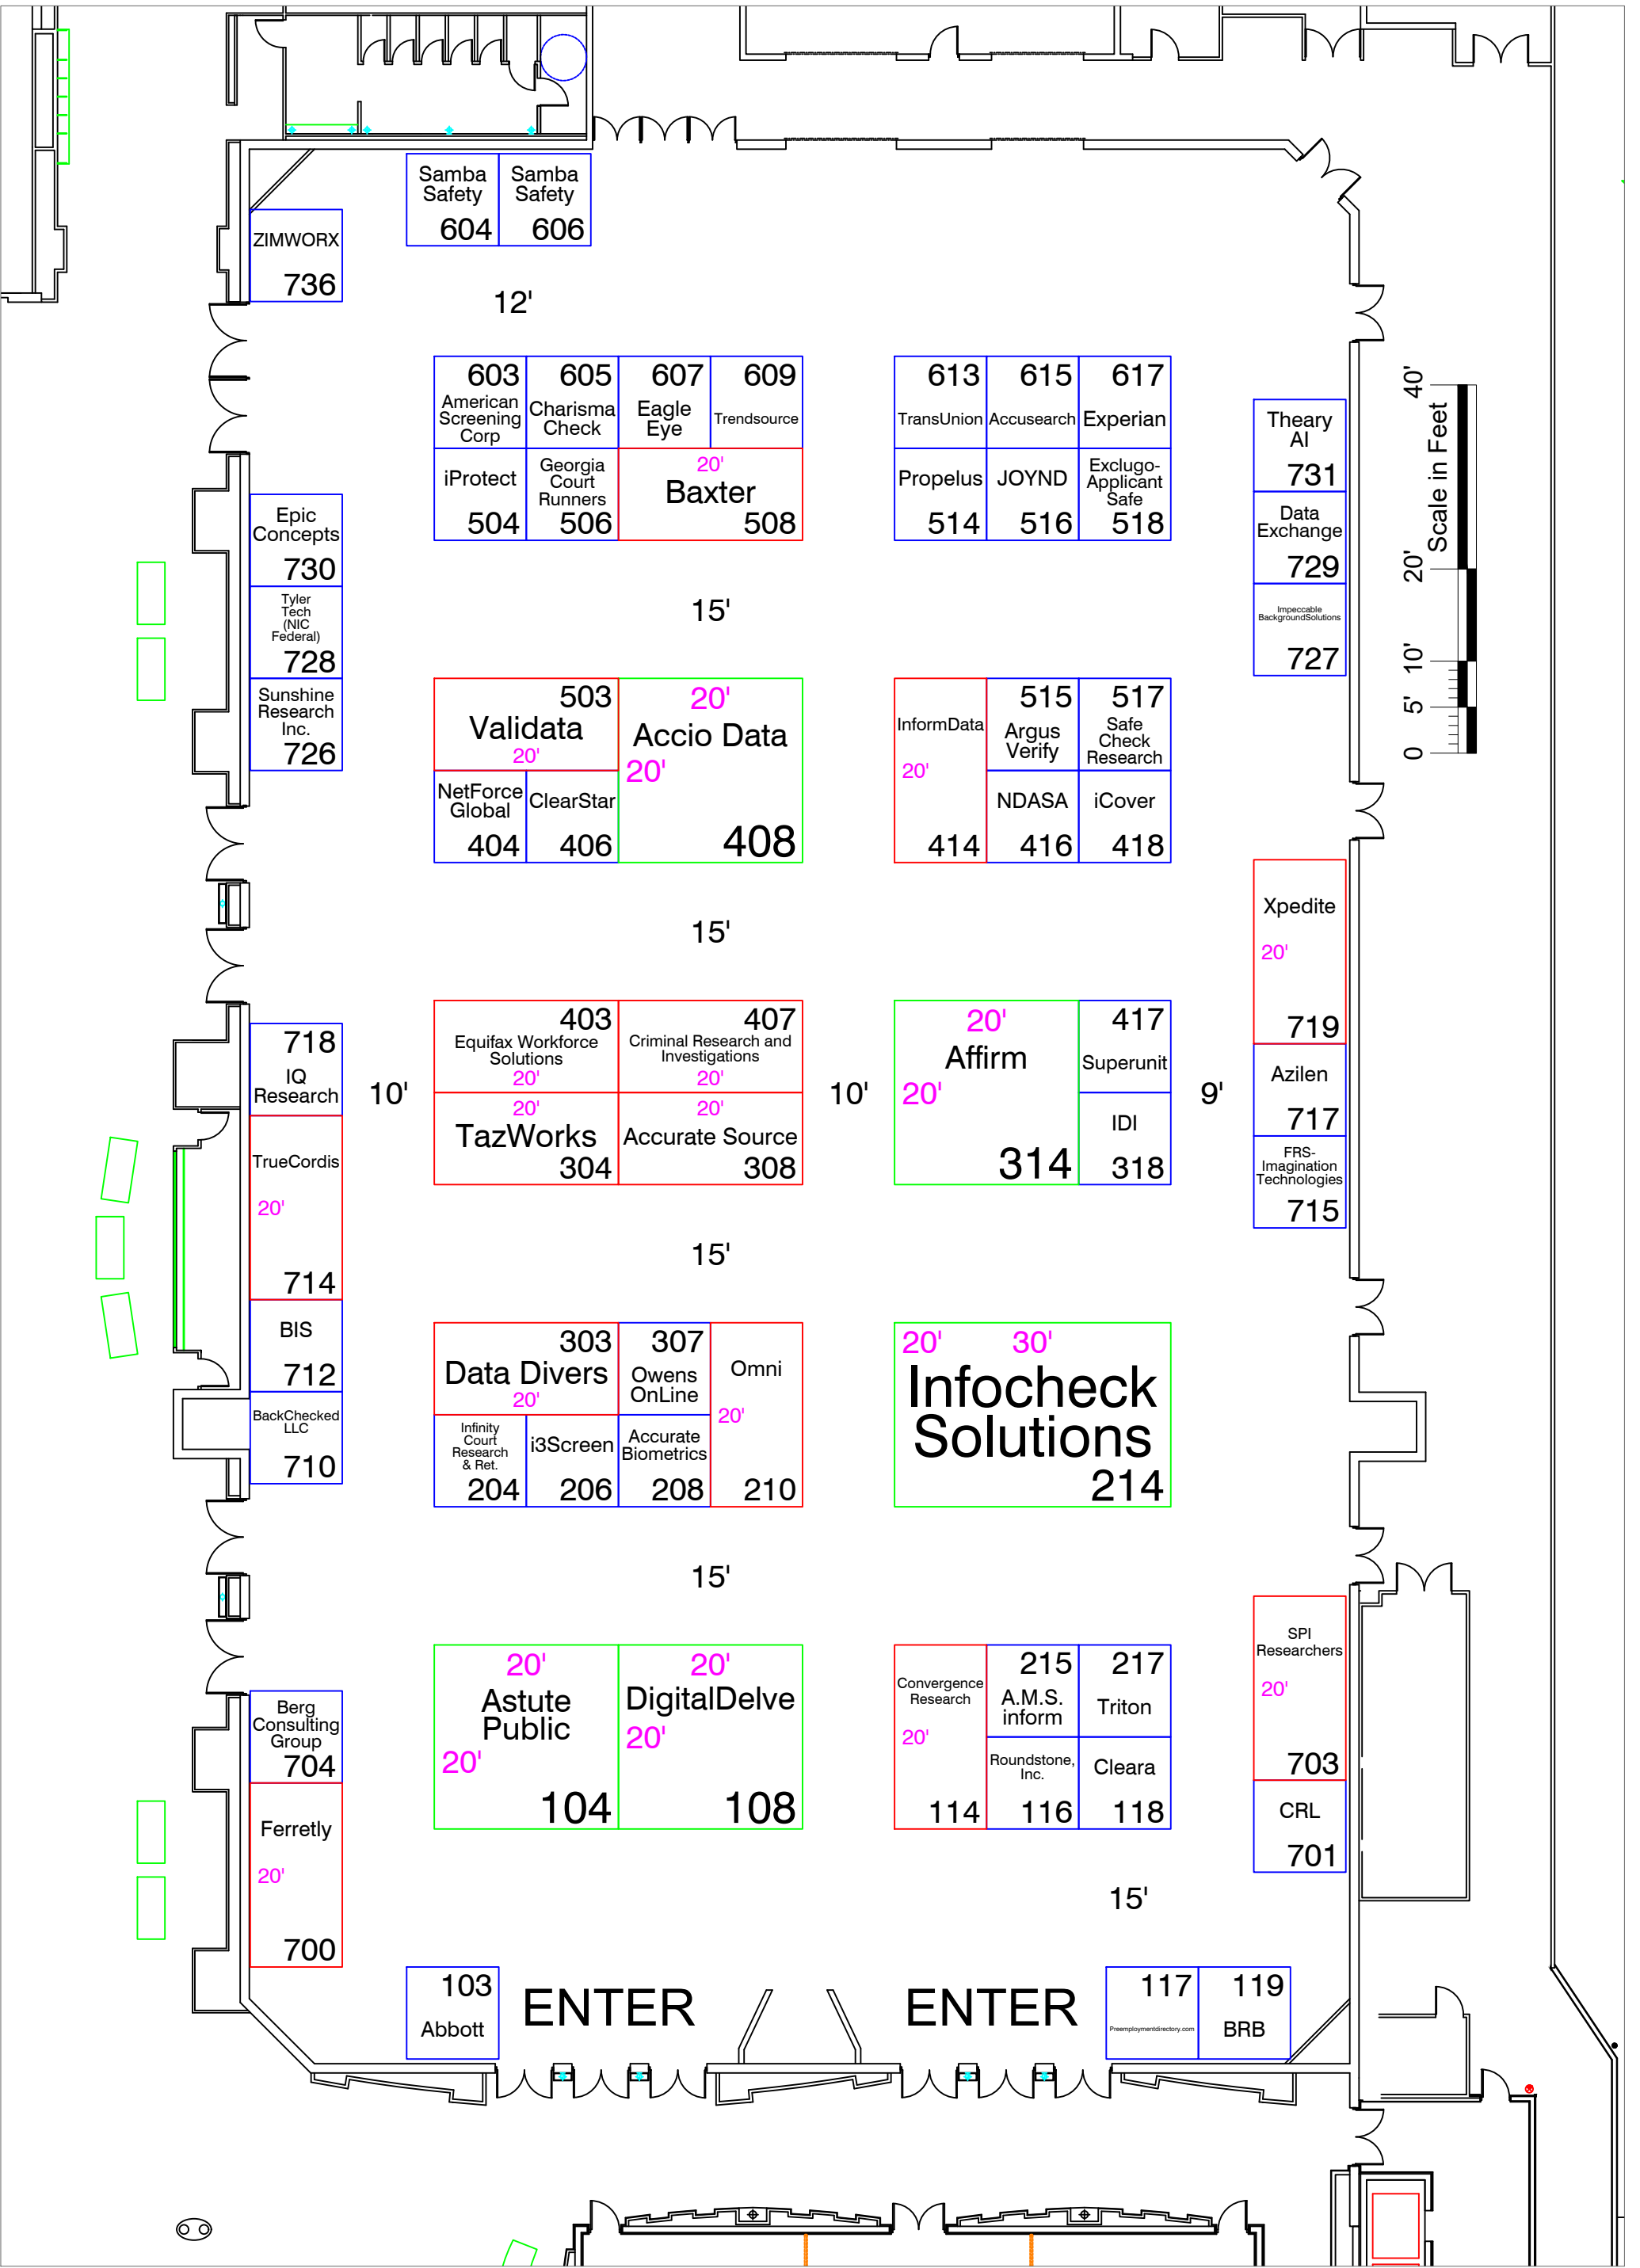 Samba
Safety
604
Samba
Safety
606
ZIMWORX
736
12'
603
American
Screening
Corp
605
Charisma
Check
607
Eagle
Eye
609
Trendsource
iProtect
504
Georgia
Court
Runners
506
20'
Baxter
508
613
TransUnion
615
Accusearch
617
Experian
Propelus
514
JOYND
516
Exclugo-
Applicant
Safe
518
Theary
AI
731
Data
Exchange
729
Impeccable
BackgroundSolutions
727
Scale in Feet
0
5'
10'
20'
40'
Epic
Concepts
730
Tyler
Tech
(NIC
Federal)
728
Sunshine
Research
Inc.
726
15'
503
Validata
20'
20'
Accio Data
20'
408
NetForce
Global
404
ClearStar
406
InformData
20'
414
515
Argus
Verify
517
Safe
Check
Research
NDASA
416
iCover
418
15'
Xpedite
20'
719
Azilen
717
FRS-
Imagination
Technologies
715
718
IQ
Research
TrueCordis
20'
714
BIS
712
BackChecked
LLC
710
10'
403
Equifax Workforce
Solutions
20'
407
Criminal Research and
Investigations
20'
20'
TazWorks
304
20'
Accurate Source
308
10'
20'
Affirm
20'
314
417
Superunit
IDI
318
9'
15'
303
Data Divers
20'
307
Owens
OnLine
Omni
20'
210
Infinity
Court
Research
& Ret.
204
i3Screen
206
Accurate
Biometrics
208
20' 30'
Infocheck
Solutions
214
15'
20'
Astute
Public
20'
104
20'
DigitalDelve
20'
108
Convergence
Research
20'
114
215
A.M.S.
inform
217
Triton
Roundstone,
Inc.
116
Cleara
118
SPI
Researchers
20'
703
CRL
701
Berg
Consulting
Group
704
Ferretly
20'
700
15'
103
Abbott
ENTER
ENTER
117
Preemploymentdirectory.com
119
BRB